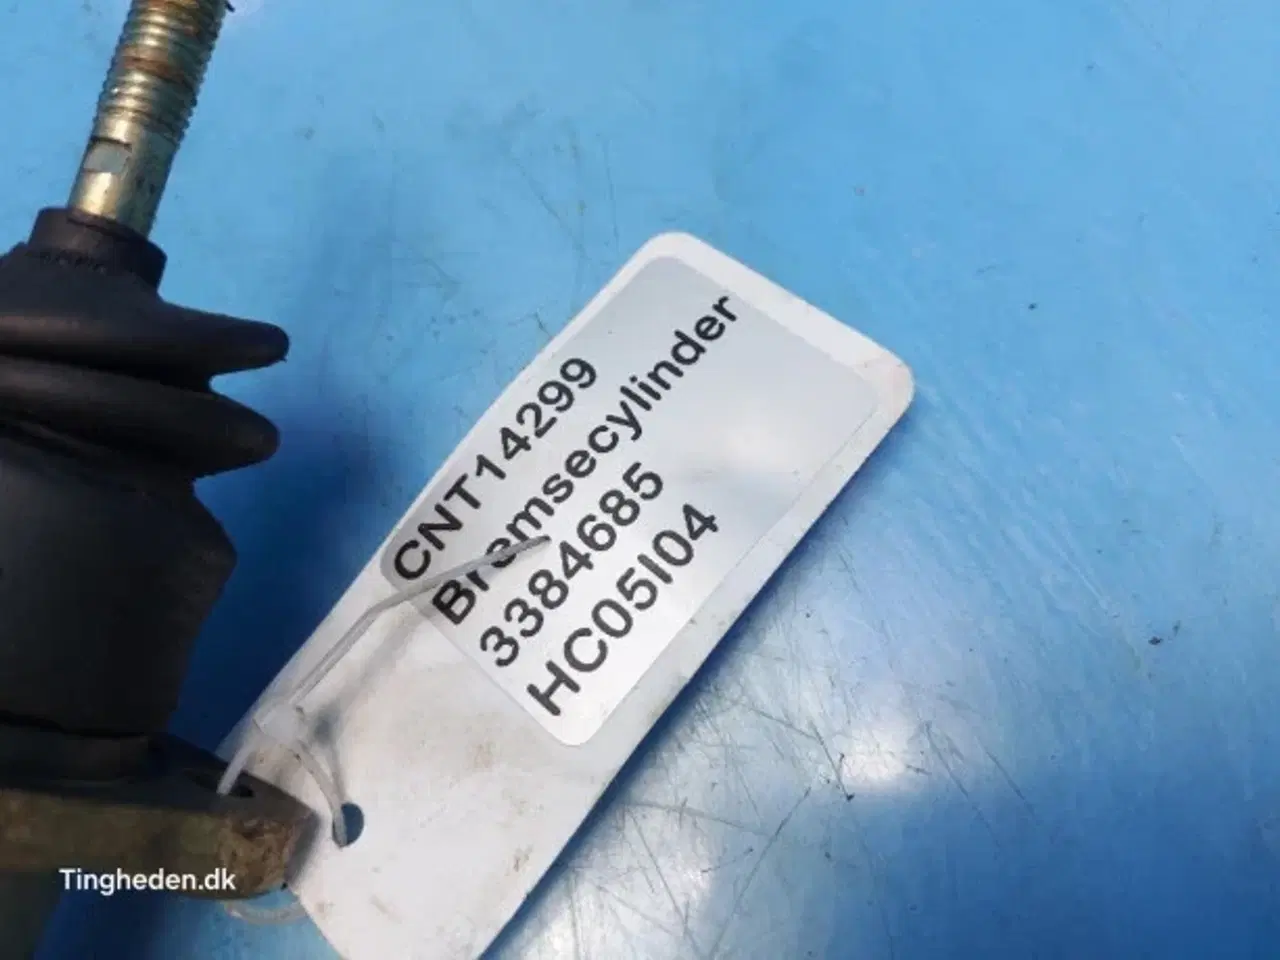 CNT14299
Bremsecylinder
3384685
HC05I04
Tingheden.dk